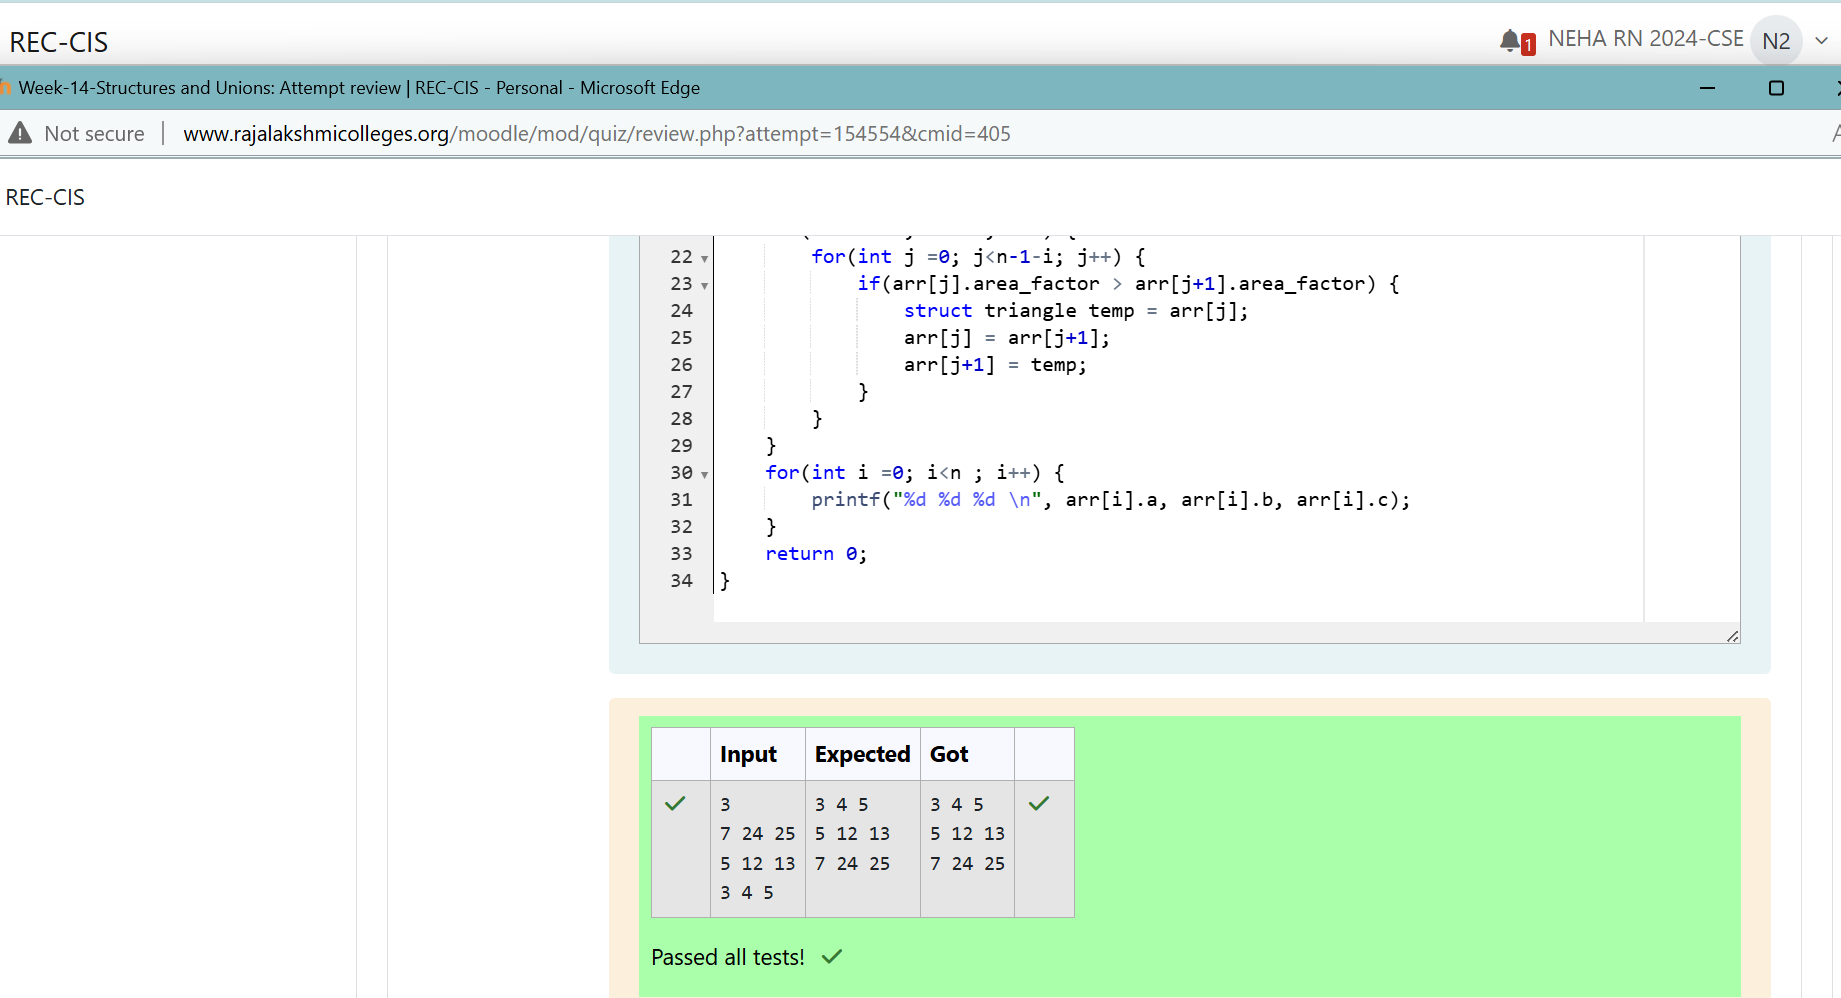 REC-CIS
1 NEHA RN 2024-CSE N2
Week-14-Structures and Unions: Attempt review | REC-CIS - Personal - Microsoft Edge
Not secure | www.rajalakshmicolleges.org/moodle/mod/quiz/review.php?attempt=154554&cmid=405
REC-CIS
22 for(int j =0; j<n-1-i; j++) {
23 if(arr[j].area_factor > arr[j+1].area_factor) {
24 struct triangle temp = arr[j];
25 arr[j] = arr[j+1];
26 arr[j+1] = temp;
27 }
28 }
29 }
30 for(int i =0; i<n ; i++) {
31 printf("%d %d %d \n", arr[i].a, arr[i].b, arr[i].c);
32 }
33 return 0;
34 }
Input Expected Got
3 3 4 5 3 4 5
7 24 25 5 12 13 5 12 13
5 12 13 7 24 25 7 24 25
3 4 5
Passed all tests!